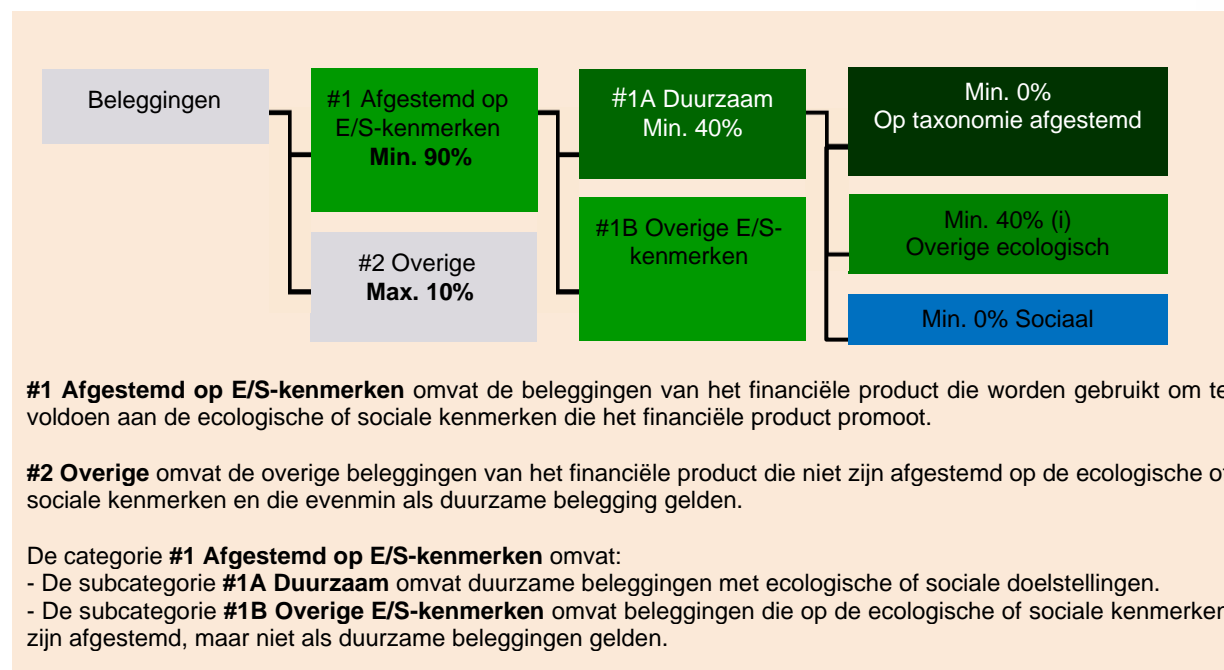 Beleggingen
#1 Afgestemd op
E/S-kenmerken
Min. 90%
#2 Overige
Max. 10%
#1A Duurzaam
Min. 40%
#1B Overige E/S-
kenmerken
Min. 0%
Op taxonomie afgestemd
Min. 40% (i)
Overige ecologisch
Min. 0% Sociaal
#1 Afgestemd op E/S-kenmerken omvat de beleggingen van het financiële product die worden gebruikt om te
voldoen aan de ecologische of sociale kenmerken die het financiële product promoot.
#2 Overige omvat de overige beleggingen van het financiële product die niet zijn afgestemd op de ecologische of
sociale kenmerken en die evenmin als duurzame belegging gelden.
De categorie #1 Afgestemd op E/S-kenmerken omvat:
- De subcategorie #1A Duurzaam omvat duurzame beleggingen met ecologische of sociale doelstellingen.
- De subcategorie #1B Overige E/S-kenmerken omvat beleggingen die op de ecologische of sociale kenmerken
zijn afgestemd, maar niet als duurzame beleggingen gelden.